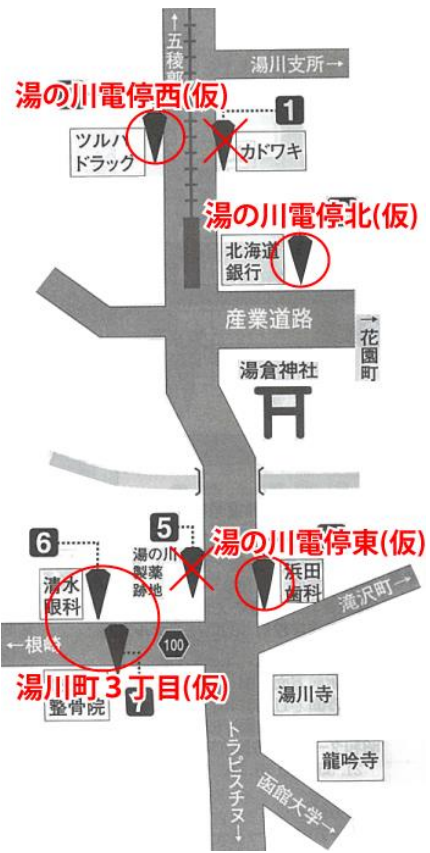 ↑五稜郭
湯川支所→
湯の川電停西(仮)
1
ツルハ
ドラッグ
カドワキ
湯の川電停北(仮)
北海道
銀行
産業道路
→花園町
湯倉神社
6
5
湯の川
製薬
跡地
湯の川電停東(仮)
清水
眼科
浜田
歯科
滝沢町→
←根崎
100
湯川町3丁目(仮)
整骨院
7
湯川寺
トラピスチヌ→
龍吟寺
函館大学→